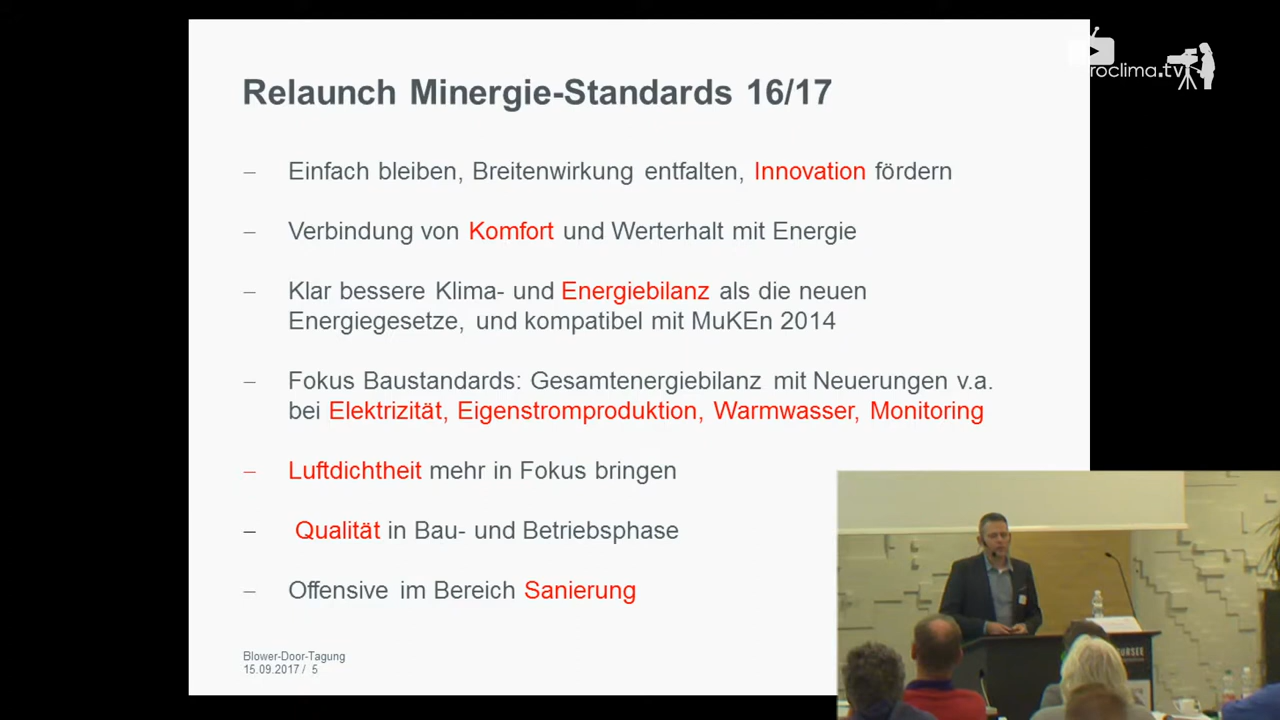 Relaunch Minergie-Standards 16/17
– Einfach bleiben, Breitenwirkung entfalten, Innovation fördern
– Verbindung von Komfort und Werterhalt mit Energie
– Klar bessere Klima- und Energiebilanz als die neuen
Energiegesetze, und kompatibel mit MuKEn 2014
– Fokus Baustandards: Gesamtenergiebilanz mit Neuerungen v.a.
bei Elektrizität, Eigenstromproduktion, Warmwasser, Monitoring
– Luftdichtheit mehr in Fokus bringen
– Qualität in Bau- und Betriebsphase
– Offensive im Bereich Sanierung
Blower-Door-Tagung
15.09.2017 / 5
roclima.tv